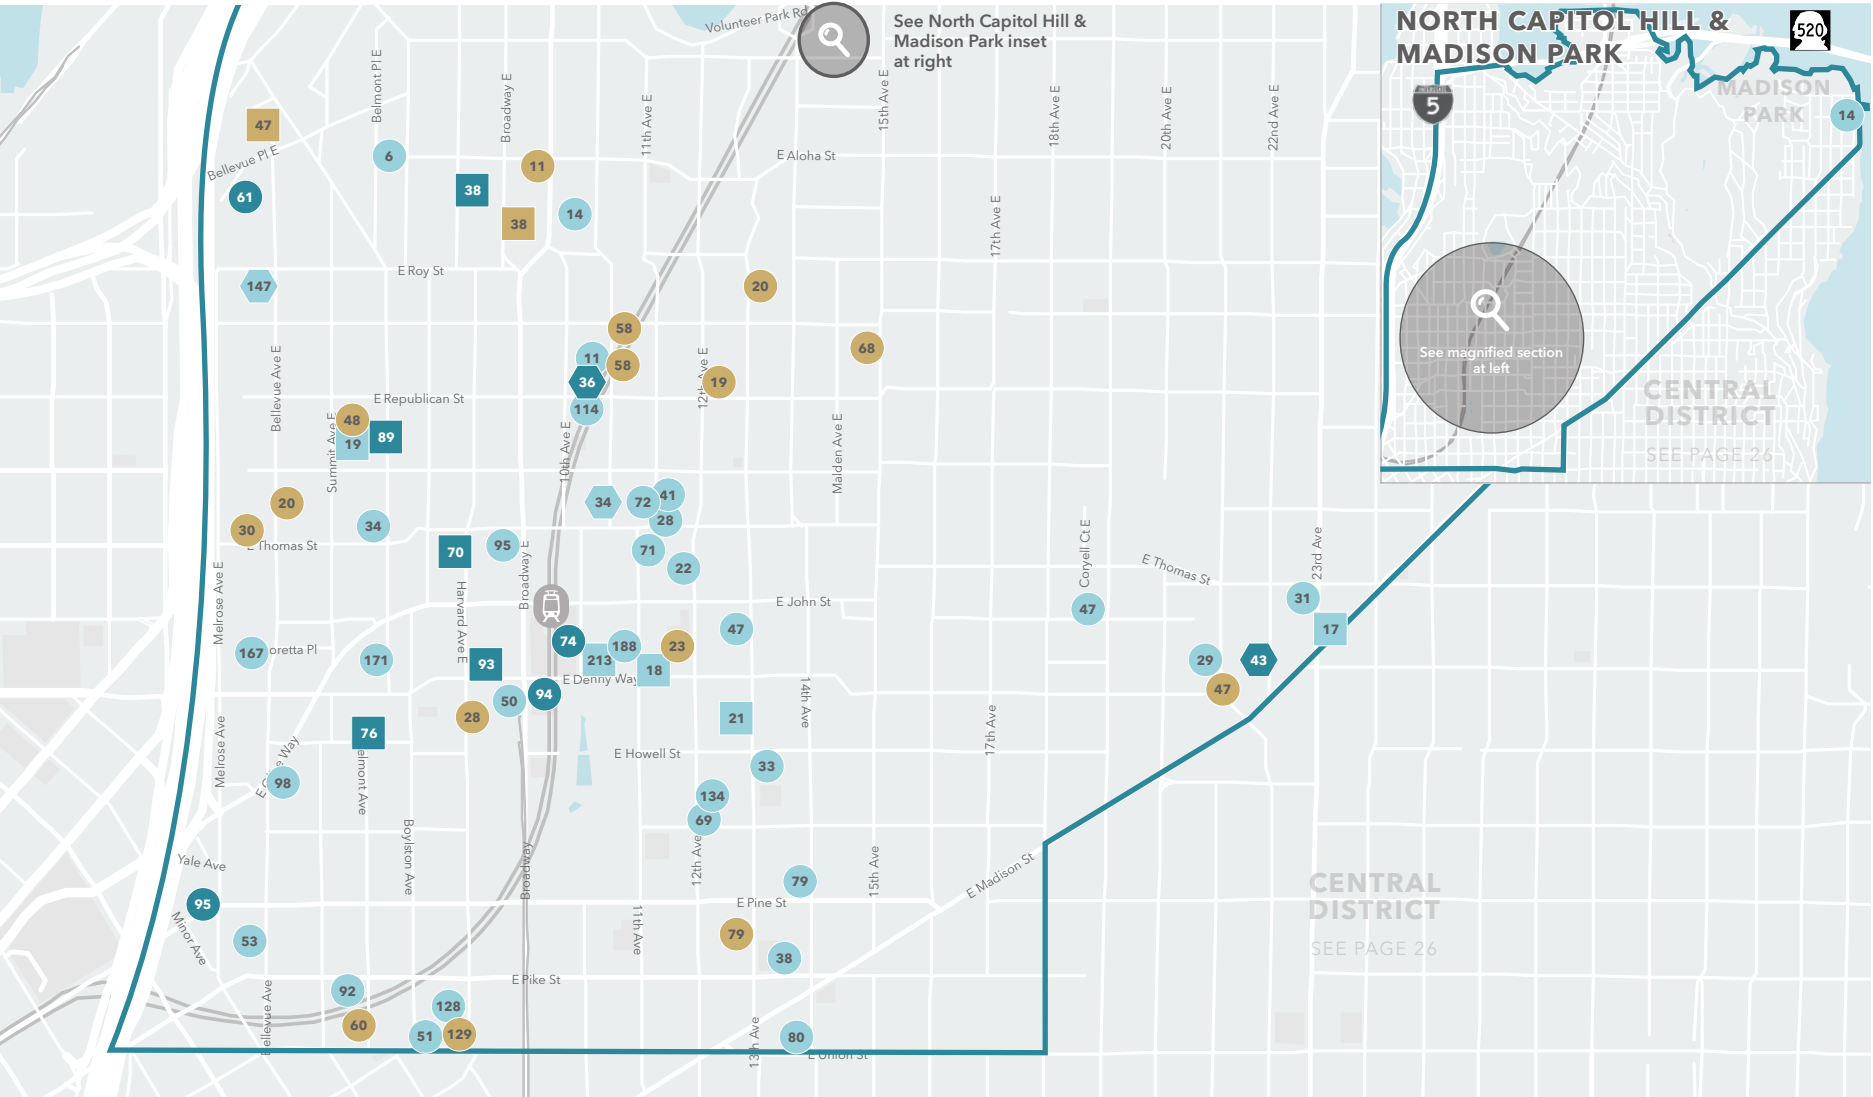 Volunteer Park Rd
See North Capitol Hill &
Madison Park inset
at right
NORTH CAPITOL HILL &
MADISON PARK
520
INTERSTATE
5
MADISON
PARK
14
See magnified section
at left
CENTRAL
DISTRICT
SEE PAGE 26
Belmont Pl E
Broadway E
11th Ave E
15th Ave E
18th Ave E
20th Ave E
22nd Ave E
47
Bellevue Pl E
6
11
E Aloha St
61
38
38
14
17th Ave E
E Roy St
147
20
58
11
58
68
36
12th Ave E
19
Bellevue Ave E
E Republican St
114
48
19
89
Summit Ave E
10th Ave E
Malden Ave E
20
30
34
34
72
41
28
E Thomas St
70
95
71
22
Broadway E
Coryell Ct E
E Thomas St
23rd Ave
Melrose Ave E
Harvard Ave E
E John St
47
31
17
74
47
167
oretta Pl
171
93
213
188
23
18
29
43
47
E Denny Way
50
94
28
14th Ave
17th Ave
21
76
Melrose Ave
E Howell St
33
98
elmont Ave
134
69
Boylston Ave
Broadway
12th Ave
15th Ave
E Madison St
Yale Ave
79
95
E Pine St
CENTRAL
DISTRICT
SEE PAGE 26
Minor Ave
53
11th Ave
79
38
E Pike St
92
128
60
51
129
Bellevue Ave
13th Ave
80
E Union St